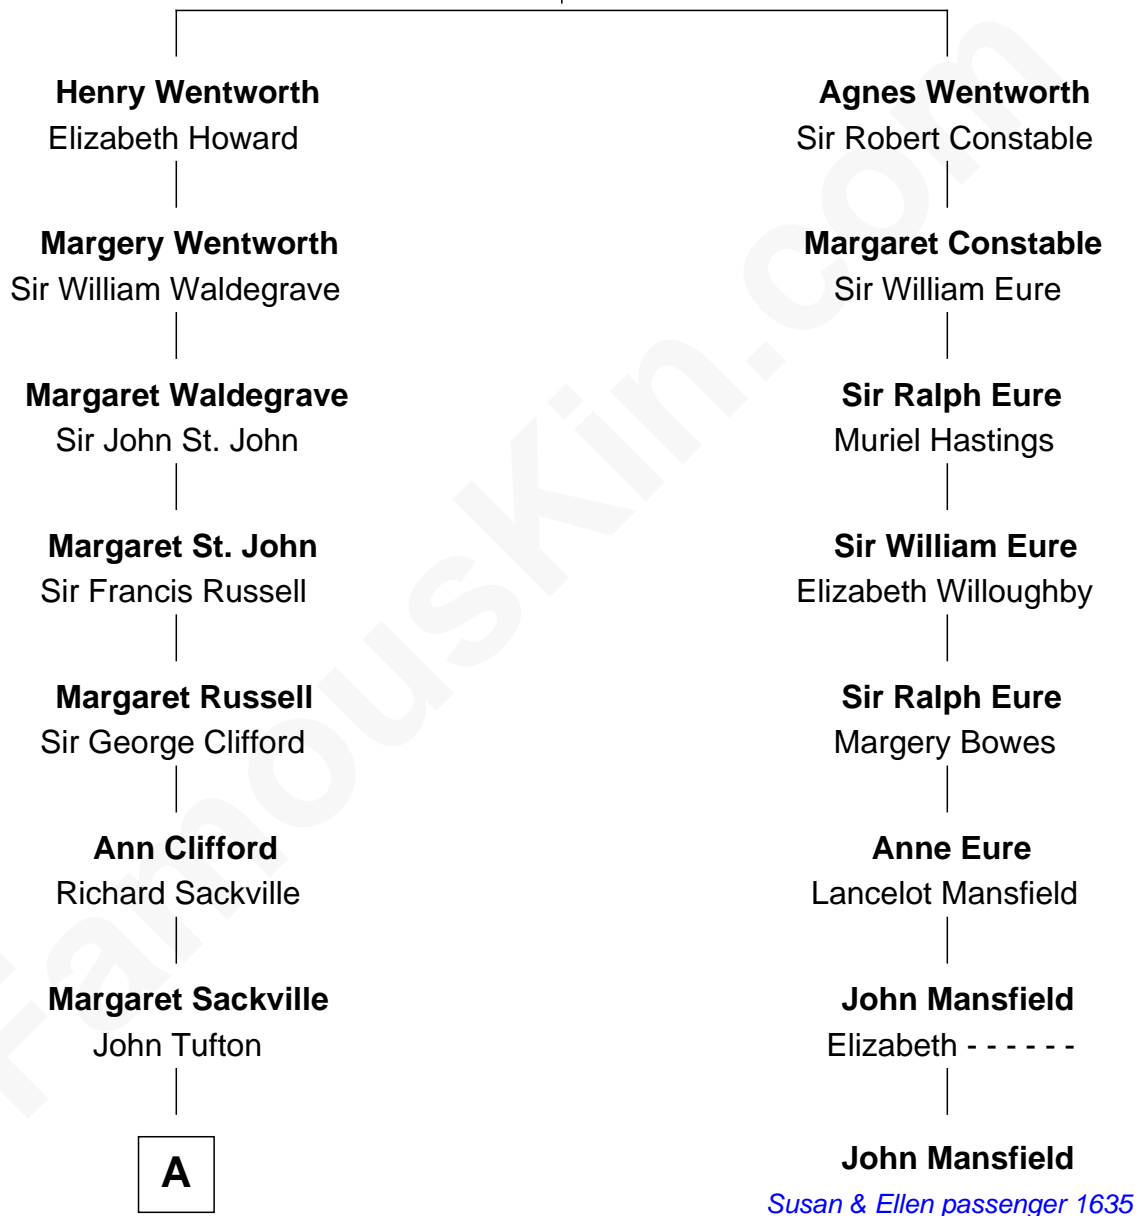 Henry Wentworth
Elizabeth Howard
Margery Wentworth
Sir William Waldegrave
Margaret Waldegrave
Sir John St. John
Margaret St. John
Sir Francis Russell
Margaret Russell
Sir George Clifford
Ann Clifford
Richard Sackville
Margaret Sackville
John Tufton
A
Agnes Wentworth
Sir Robert Constable
Margaret Constable
Sir William Eure
Sir Ralph Eure
Muriel Hastings
Sir William Eure
Elizabeth Willoughby
Sir Ralph Eure
Margery Bowes
Anne Eure
Lancelot Mansfield
John Mansfield
Elizabeth - - - - - -
John Mansfield
Susan & Ellen passenger 1635
FamousKin.com